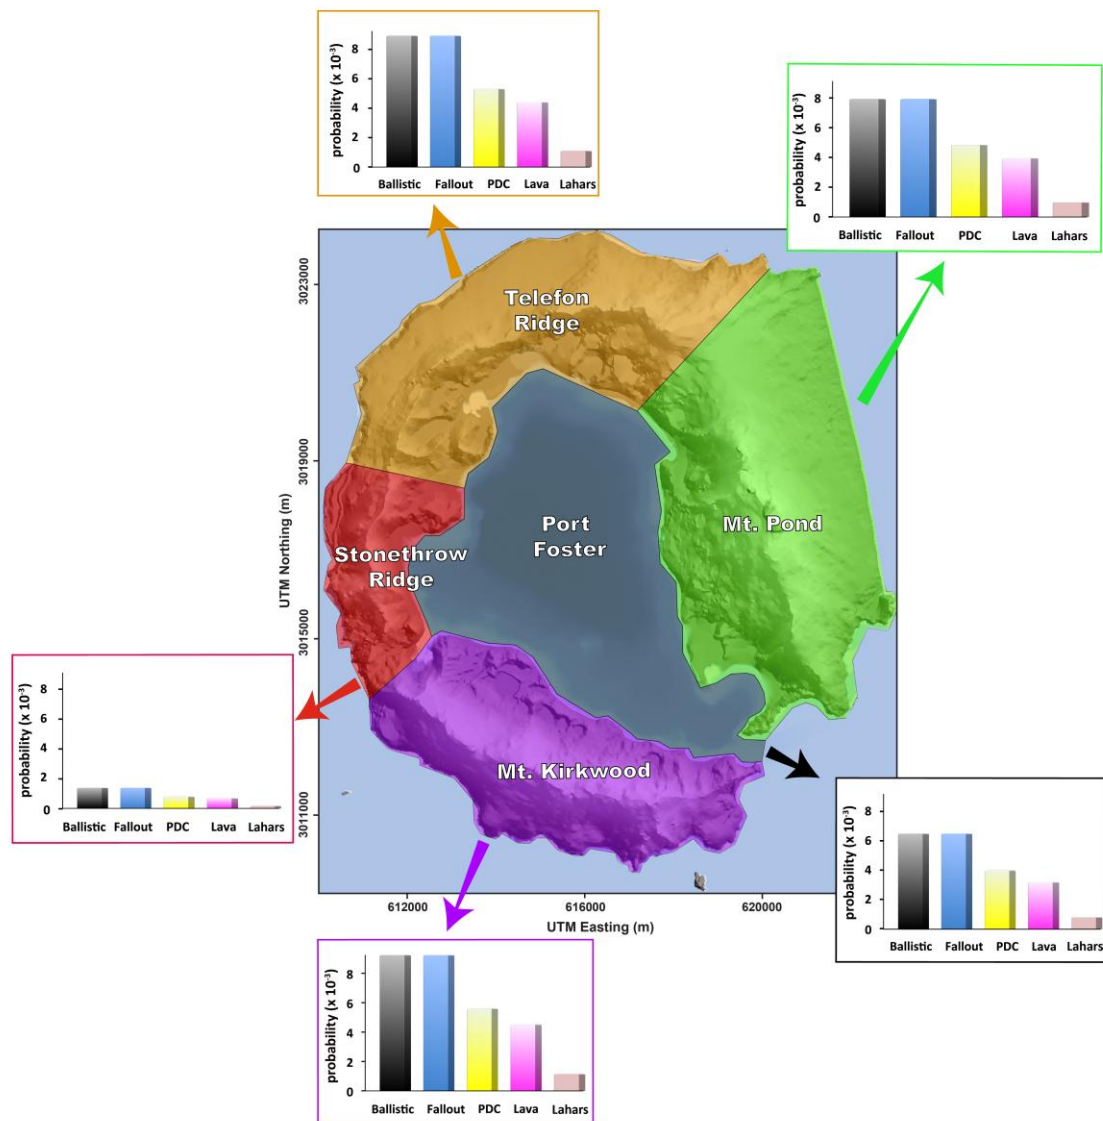 probability (x 10-3)
8
6
4
2
0
Ballistic Fallout PDC Lava Lahars
probability (x 10-3)
8
6
4
2
0
Ballistic Fallout PDC Lava Lahars
3023000
3019000
3015000
3011000
UTM Northing (m)
Telefon
Ridge
Port
Foster
Mt. Pond
Stonethrow
Ridge
Mt. Kirkwood
probability (x 10-3)
8
6
4
2
0
Ballistic Fallout PDC Lava Lahars
612000 616000 620000
UTM Easting (m)
probability (x 10-3)
8
6
4
2
0
Ballistic Fallout PDC Lava Lahars
probability (x 10-3)
8
6
4
2
0
Ballistic Fallout PDC Lava Lahars